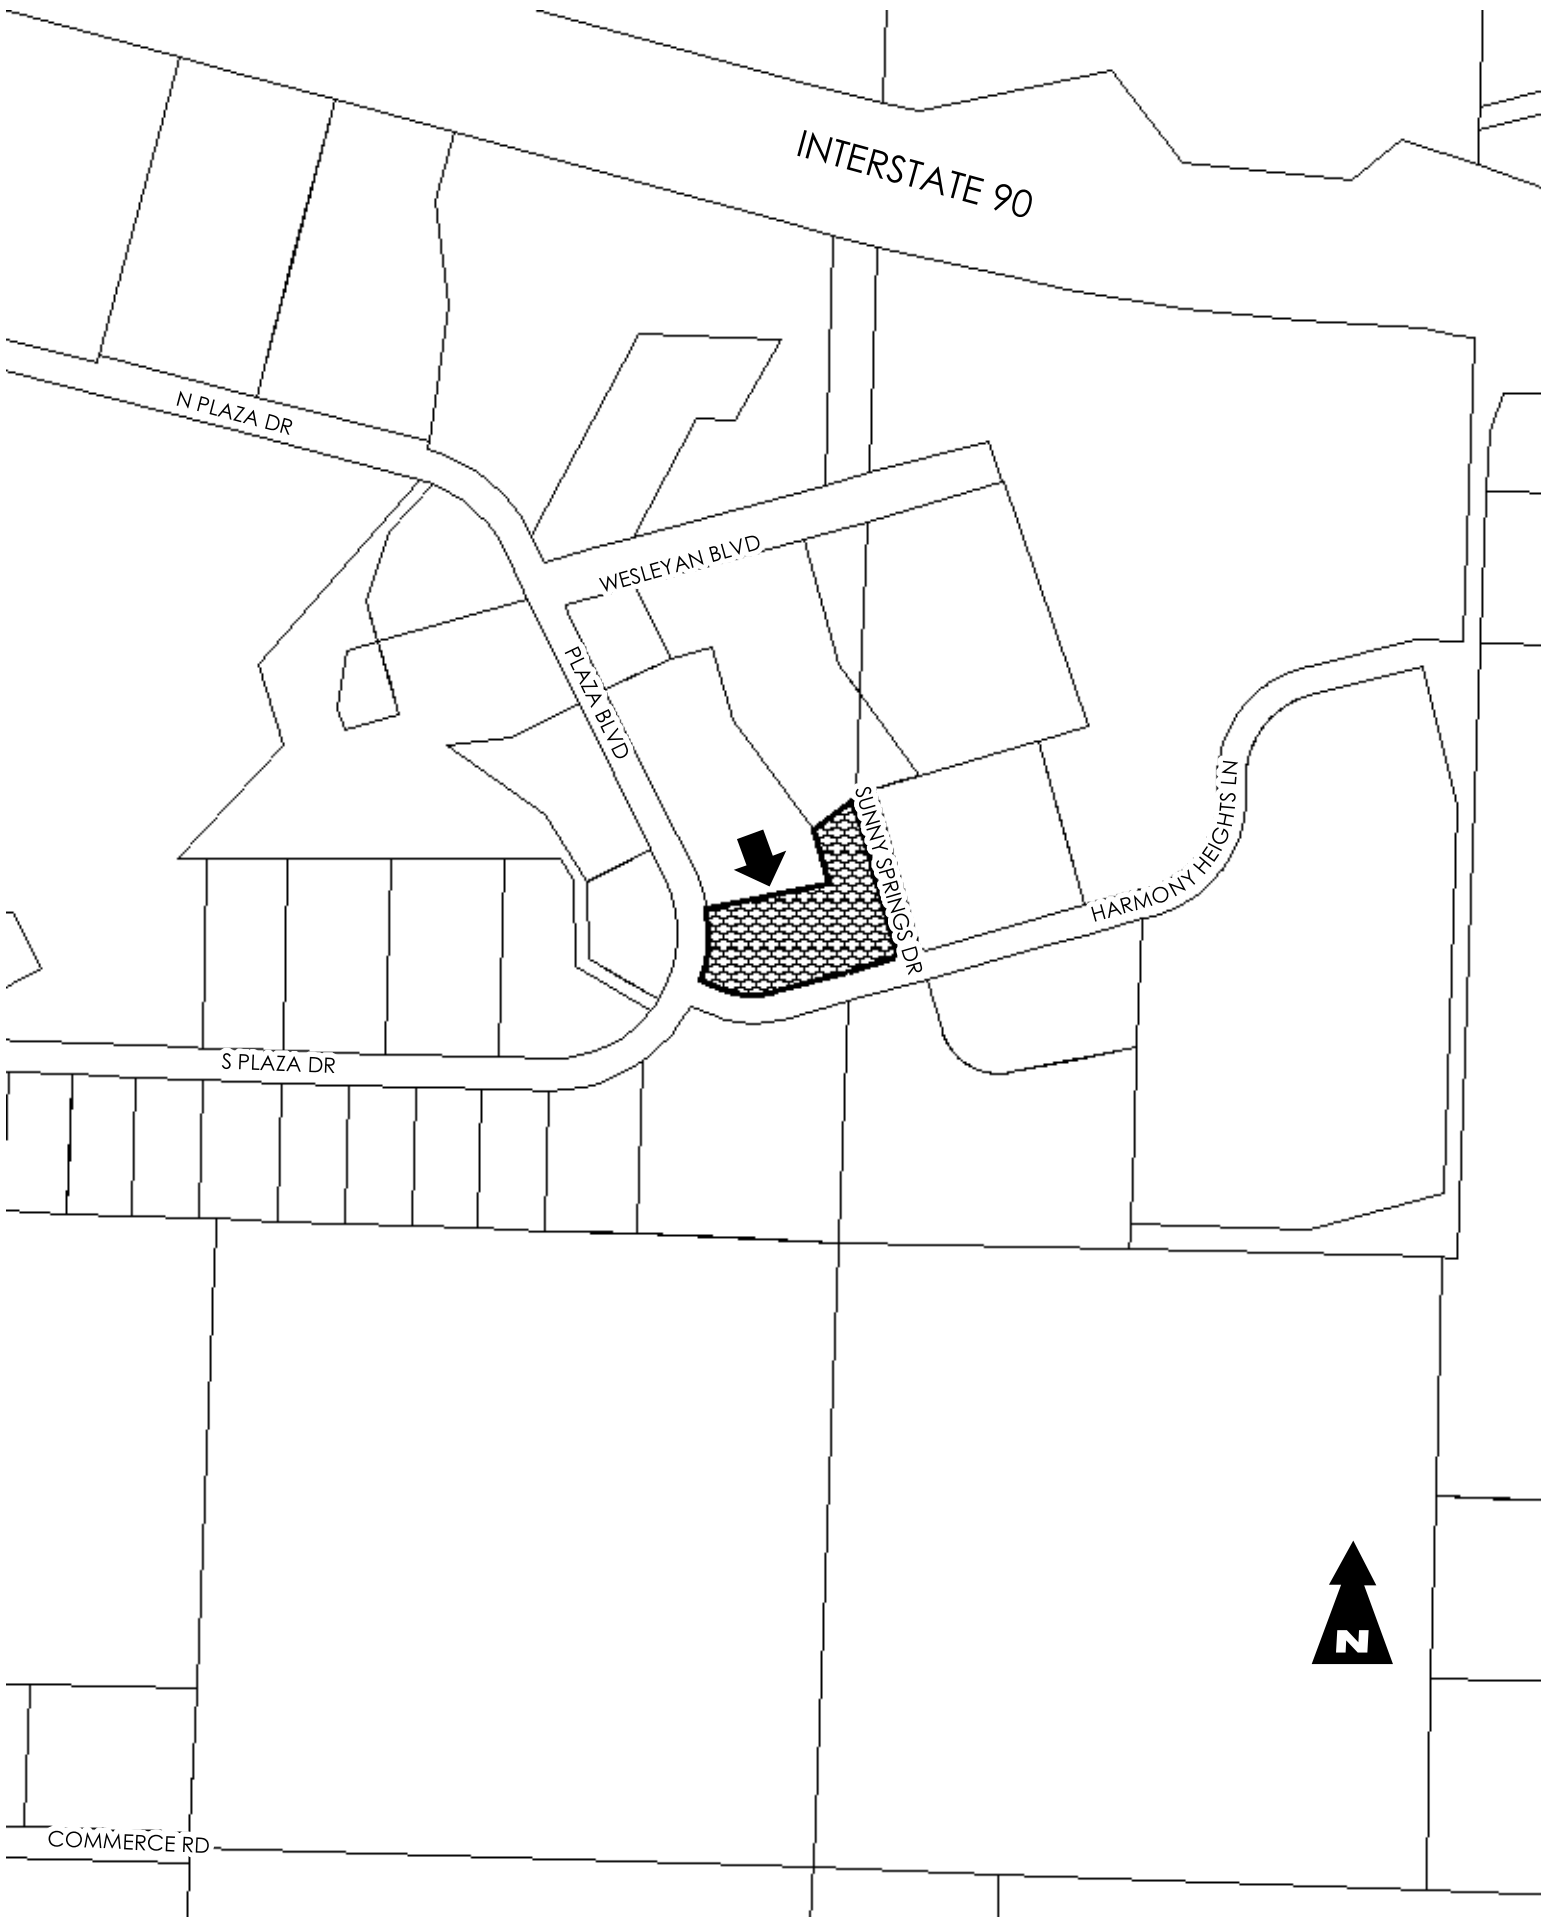 INTERSTATE 90
N PLAZA DR
WESLEYAN BLVD
PLAZA BLVD
SUNNY SPRINGS DR
HARMONY HEIGHTS LN
S PLAZA DR
N
COMMERCE RD